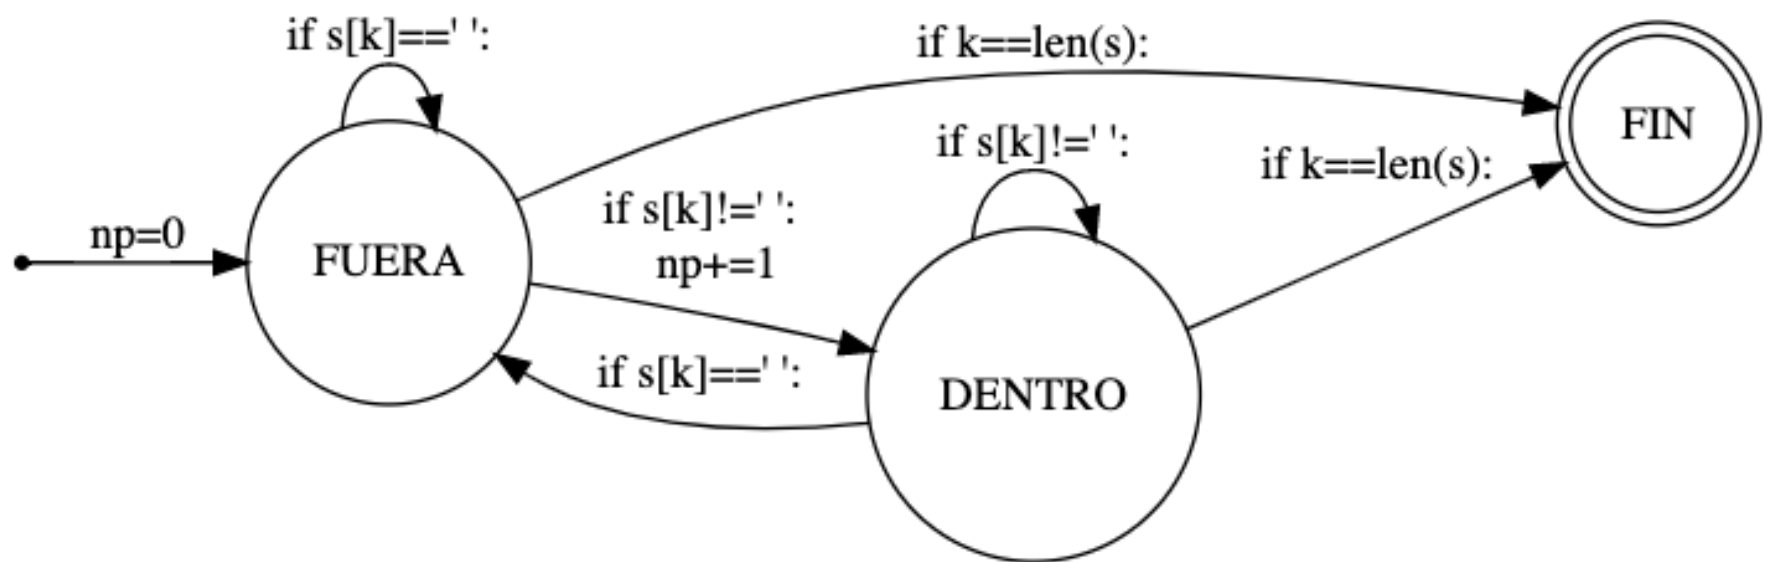 if s[k]==' ':
if k==len(s):
FIN
if s[k]!=' ':
if k==len(s):
np=0
FUERA
if s[k]!=' ':
np+=1
if s[k]==' ':
DENTRO